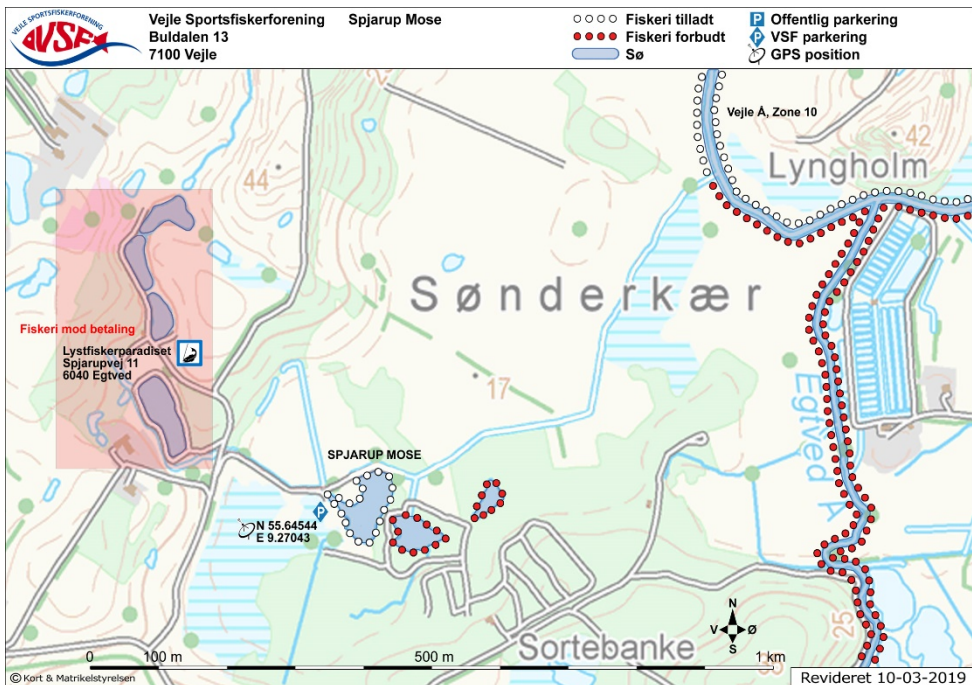 VEJLE SPORTSFISKERFORENING
VSF
Vejle Sportsfiskerforening
Buldalen 13
7100 Vejle
Spjarup Mose
Fiskeri tilladt
Fiskeri forbudt
Sø
P Offentlig parkering
P VSF parkering
GPS position
Vejle Å, Zone 10
42
Lyngholm
44
Sønderkær
Fiskeri mod betaling
Lystfiskerparadiset
Spjarupvej 11
6040 Egtved
17
Egtved Å
SPJARUP MOSE
P
N 55.64544
E 9.27043
N
V Ø
S
25
Sortebanke
0 100 m 500 m 1 km
© Kort & Matrikelstyrelsen
Revideret 10-03-2019